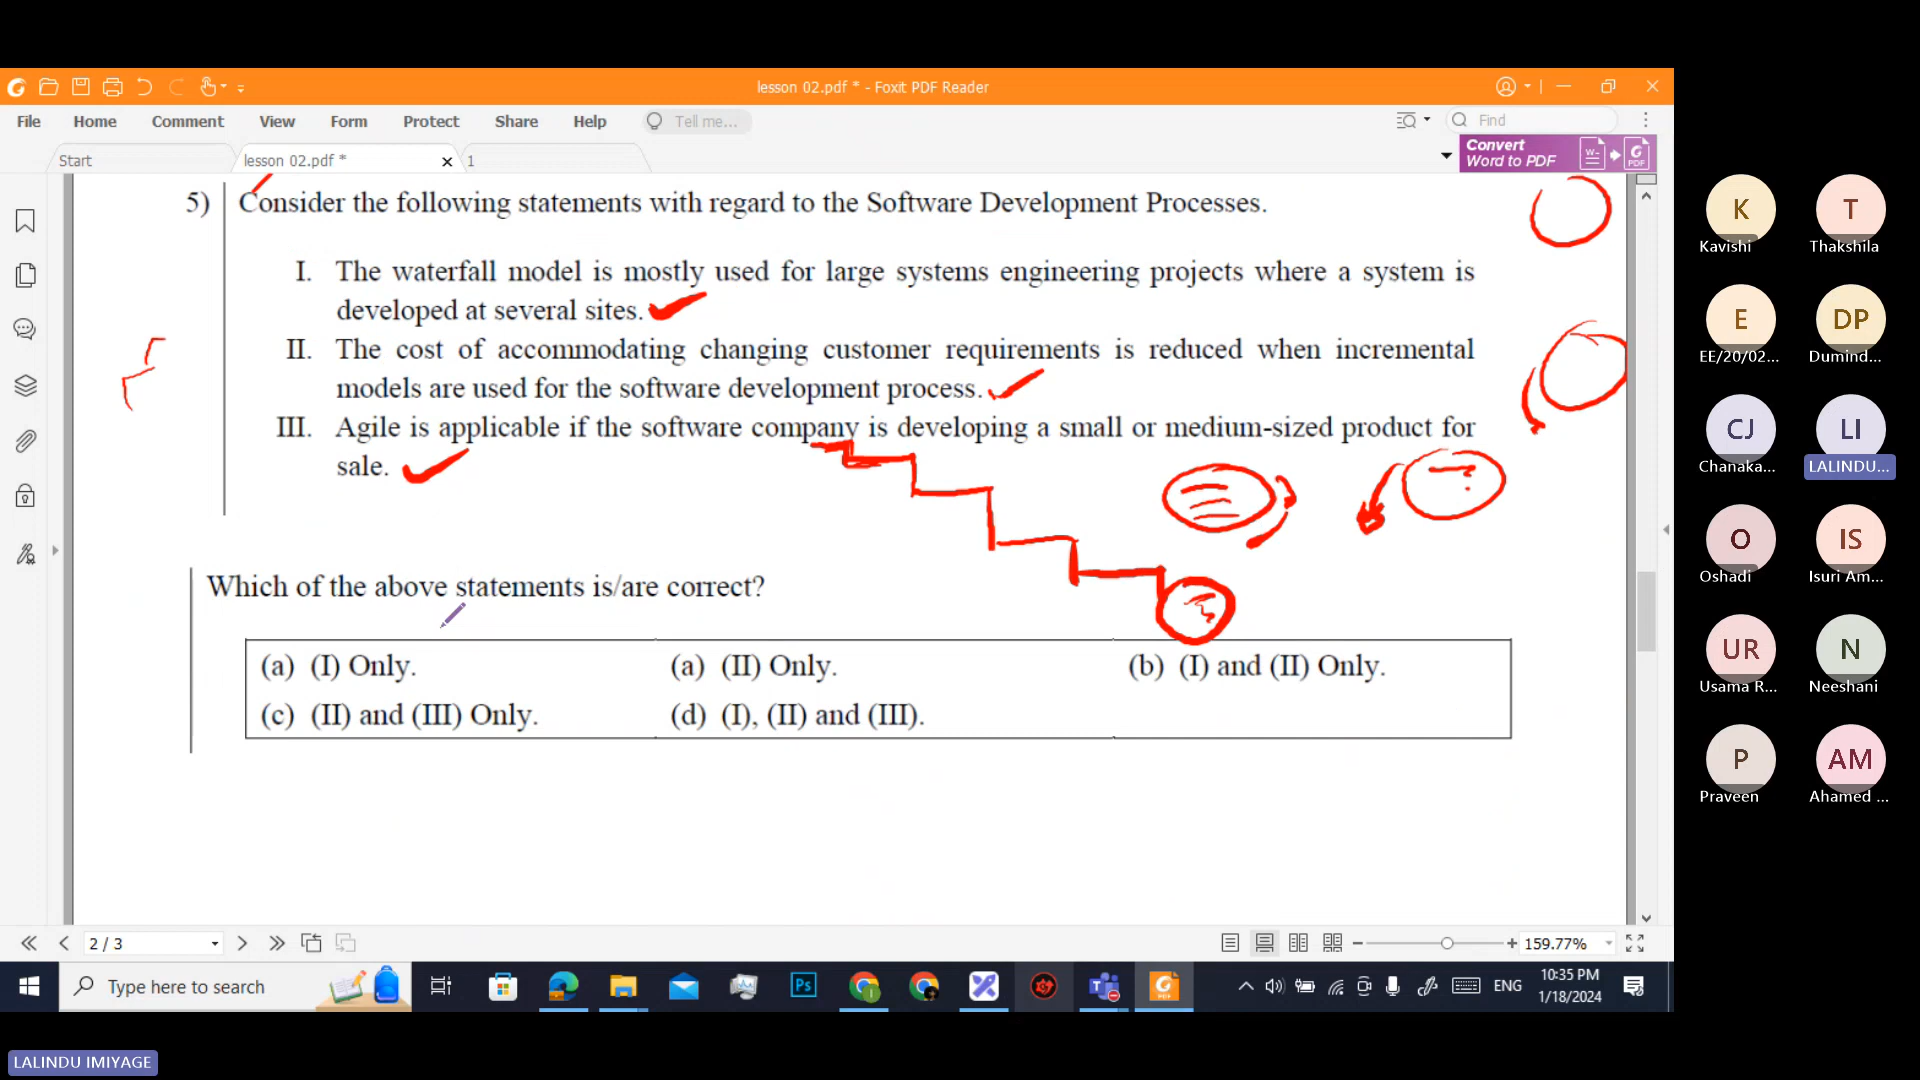 lesson 02.pdf * - Foxit PDF Reader
File Home Comment View Form Protect Share Help Tell me... Find
Convert
Word to PDF
Start lesson 02.pdf * 1
5) Consider the following statements with regard to the Software Development Processes.
I. The waterfall model is mostly used for large systems engineering projects where a system is
developed at several sites.
II. The cost of accommodating changing customer requirements is reduced when incremental
models are used for the software development process.
III. Agile is applicable if the software company is developing a small or medium-sized product for
sale.
?
Which of the above statements is/are correct?
(a) (I) Only. (a) (II) Only. (b) (I) and (II) Only.
(c) (II) and (III) Only. (d) (I), (II) and (III).
2 / 3 159.77%
Type here to search Ps ENG 10:35 PM
1/18/2024
K T
Kavishi Thakshila
E DP
EE/20/02... Dumind...
CJ LI
Chanaka... LALINDU...
O IS
Oshadi Isuri Am...
UR N
Usama R... Neeshani
P AM
Praveen Ahamed ...
LALINDU IMIYAGE